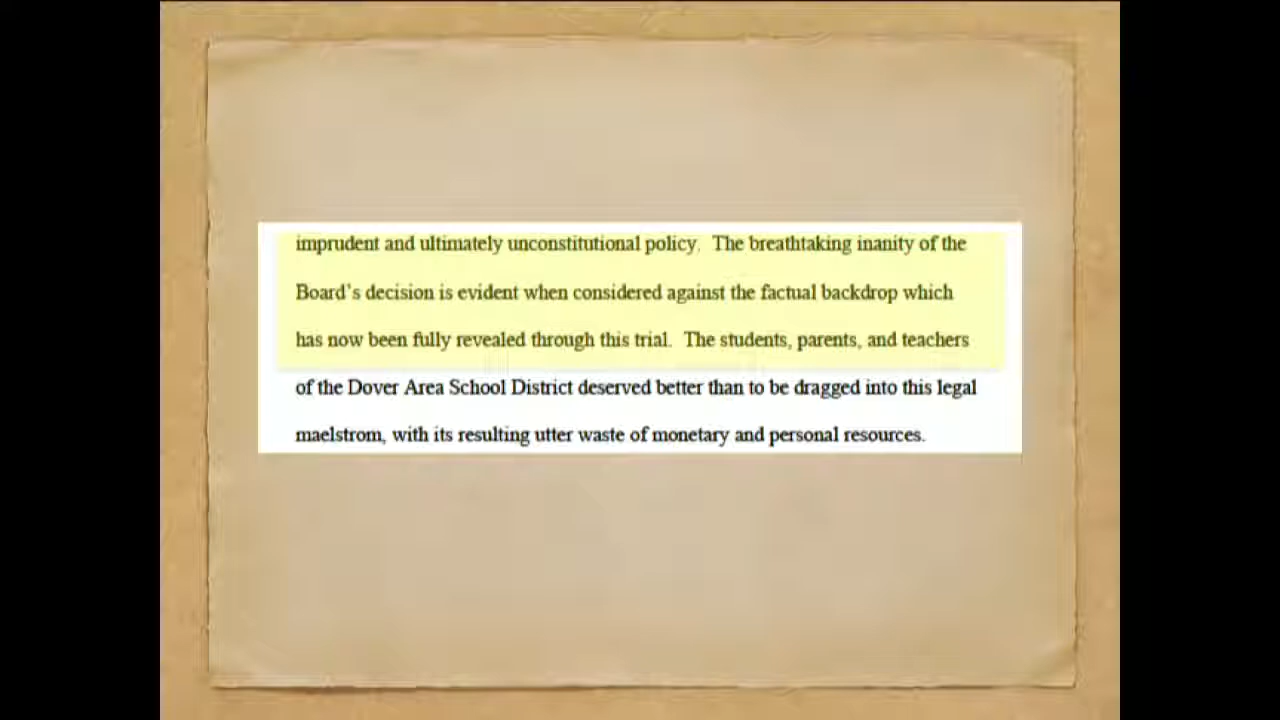 imprudent and ultimately unconstitutional policy.  The breathtaking inanity of the
Board's decision is evident when considered against the factual backdrop which
has now been fully revealed through this trial.  The students, parents, and teachers
of the Dover Area School District deserved better than to be dragged into this legal
maelstrom, with its resulting utter waste of monetary and personal resources.